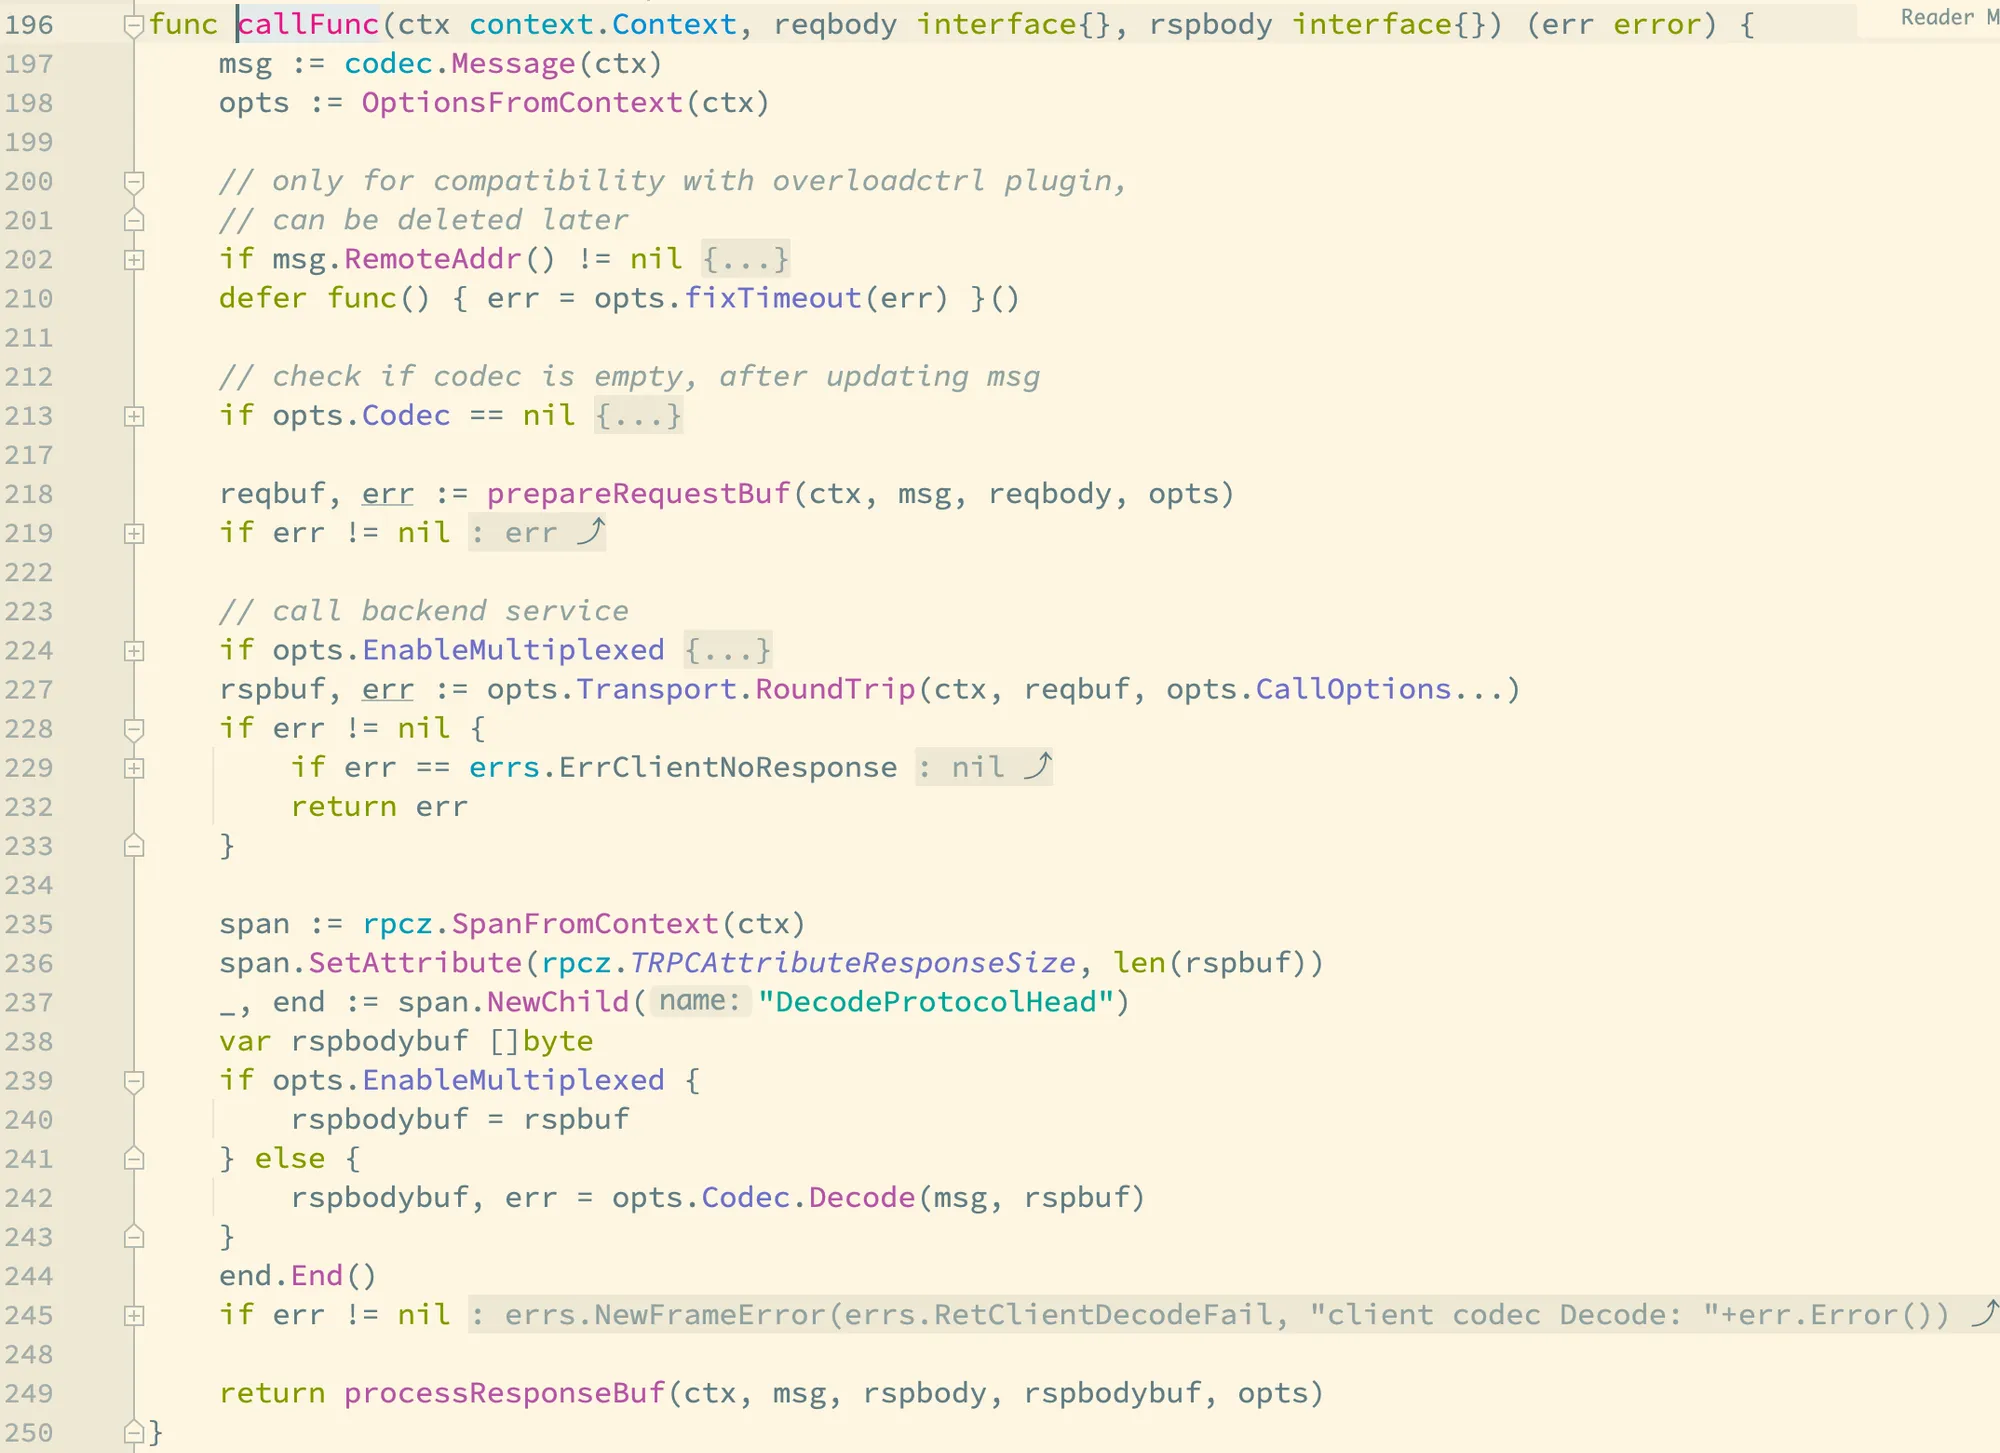 196 func callFunc(ctx context.Context, reqbody interface{}, rspbody interface{}) (err error) { Reader M
197 msg := codec.Message(ctx)
198 opts := OptionsFromContext(ctx)
199
200 // only for compatibility with overloadctrl plugin,
201 // can be deleted later
202 if msg.RemoteAddr() != nil {...}
210 defer func() { err = opts.fixTimeout(err) }()
211
212 // check if codec is empty, after updating msg
213 if opts.Codec == nil {...}
217
218 reqbuf, err := prepareRequestBuf(ctx, msg, reqbody, opts)
219 if err != nil : err ⤴
222
223 // call backend service
224 if opts.EnableMultiplexed {...}
227 rspbuf, err := opts.Transport.RoundTrip(ctx, reqbuf, opts.CallOptions...)
228 if err != nil {
229 if err == errs.ErrClientNoResponse : nil ⤴
232 return err
233 }
234
235 span := rpcz.SpanFromContext(ctx)
236 span.SetAttribute(rpcz.TRPCAttributeResponseSize, len(rspbuf))
237 _, end := span.NewChild( name: "DecodeProtocolHead")
238 var rspbodybuf []byte
239 if opts.EnableMultiplexed {
240 rspbodybuf = rspbuf
241 } else {
242 rspbodybuf, err = opts.Codec.Decode(msg, rspbuf)
243 }
244 end.End()
245 if err != nil : errs.NewFrameError(errs.RetClientDecodeFail, "client codec Decode: "+err.Error()) ⤴
248
249 return processResponseBuf(ctx, msg, rspbody, rspbodybuf, opts)
250 }